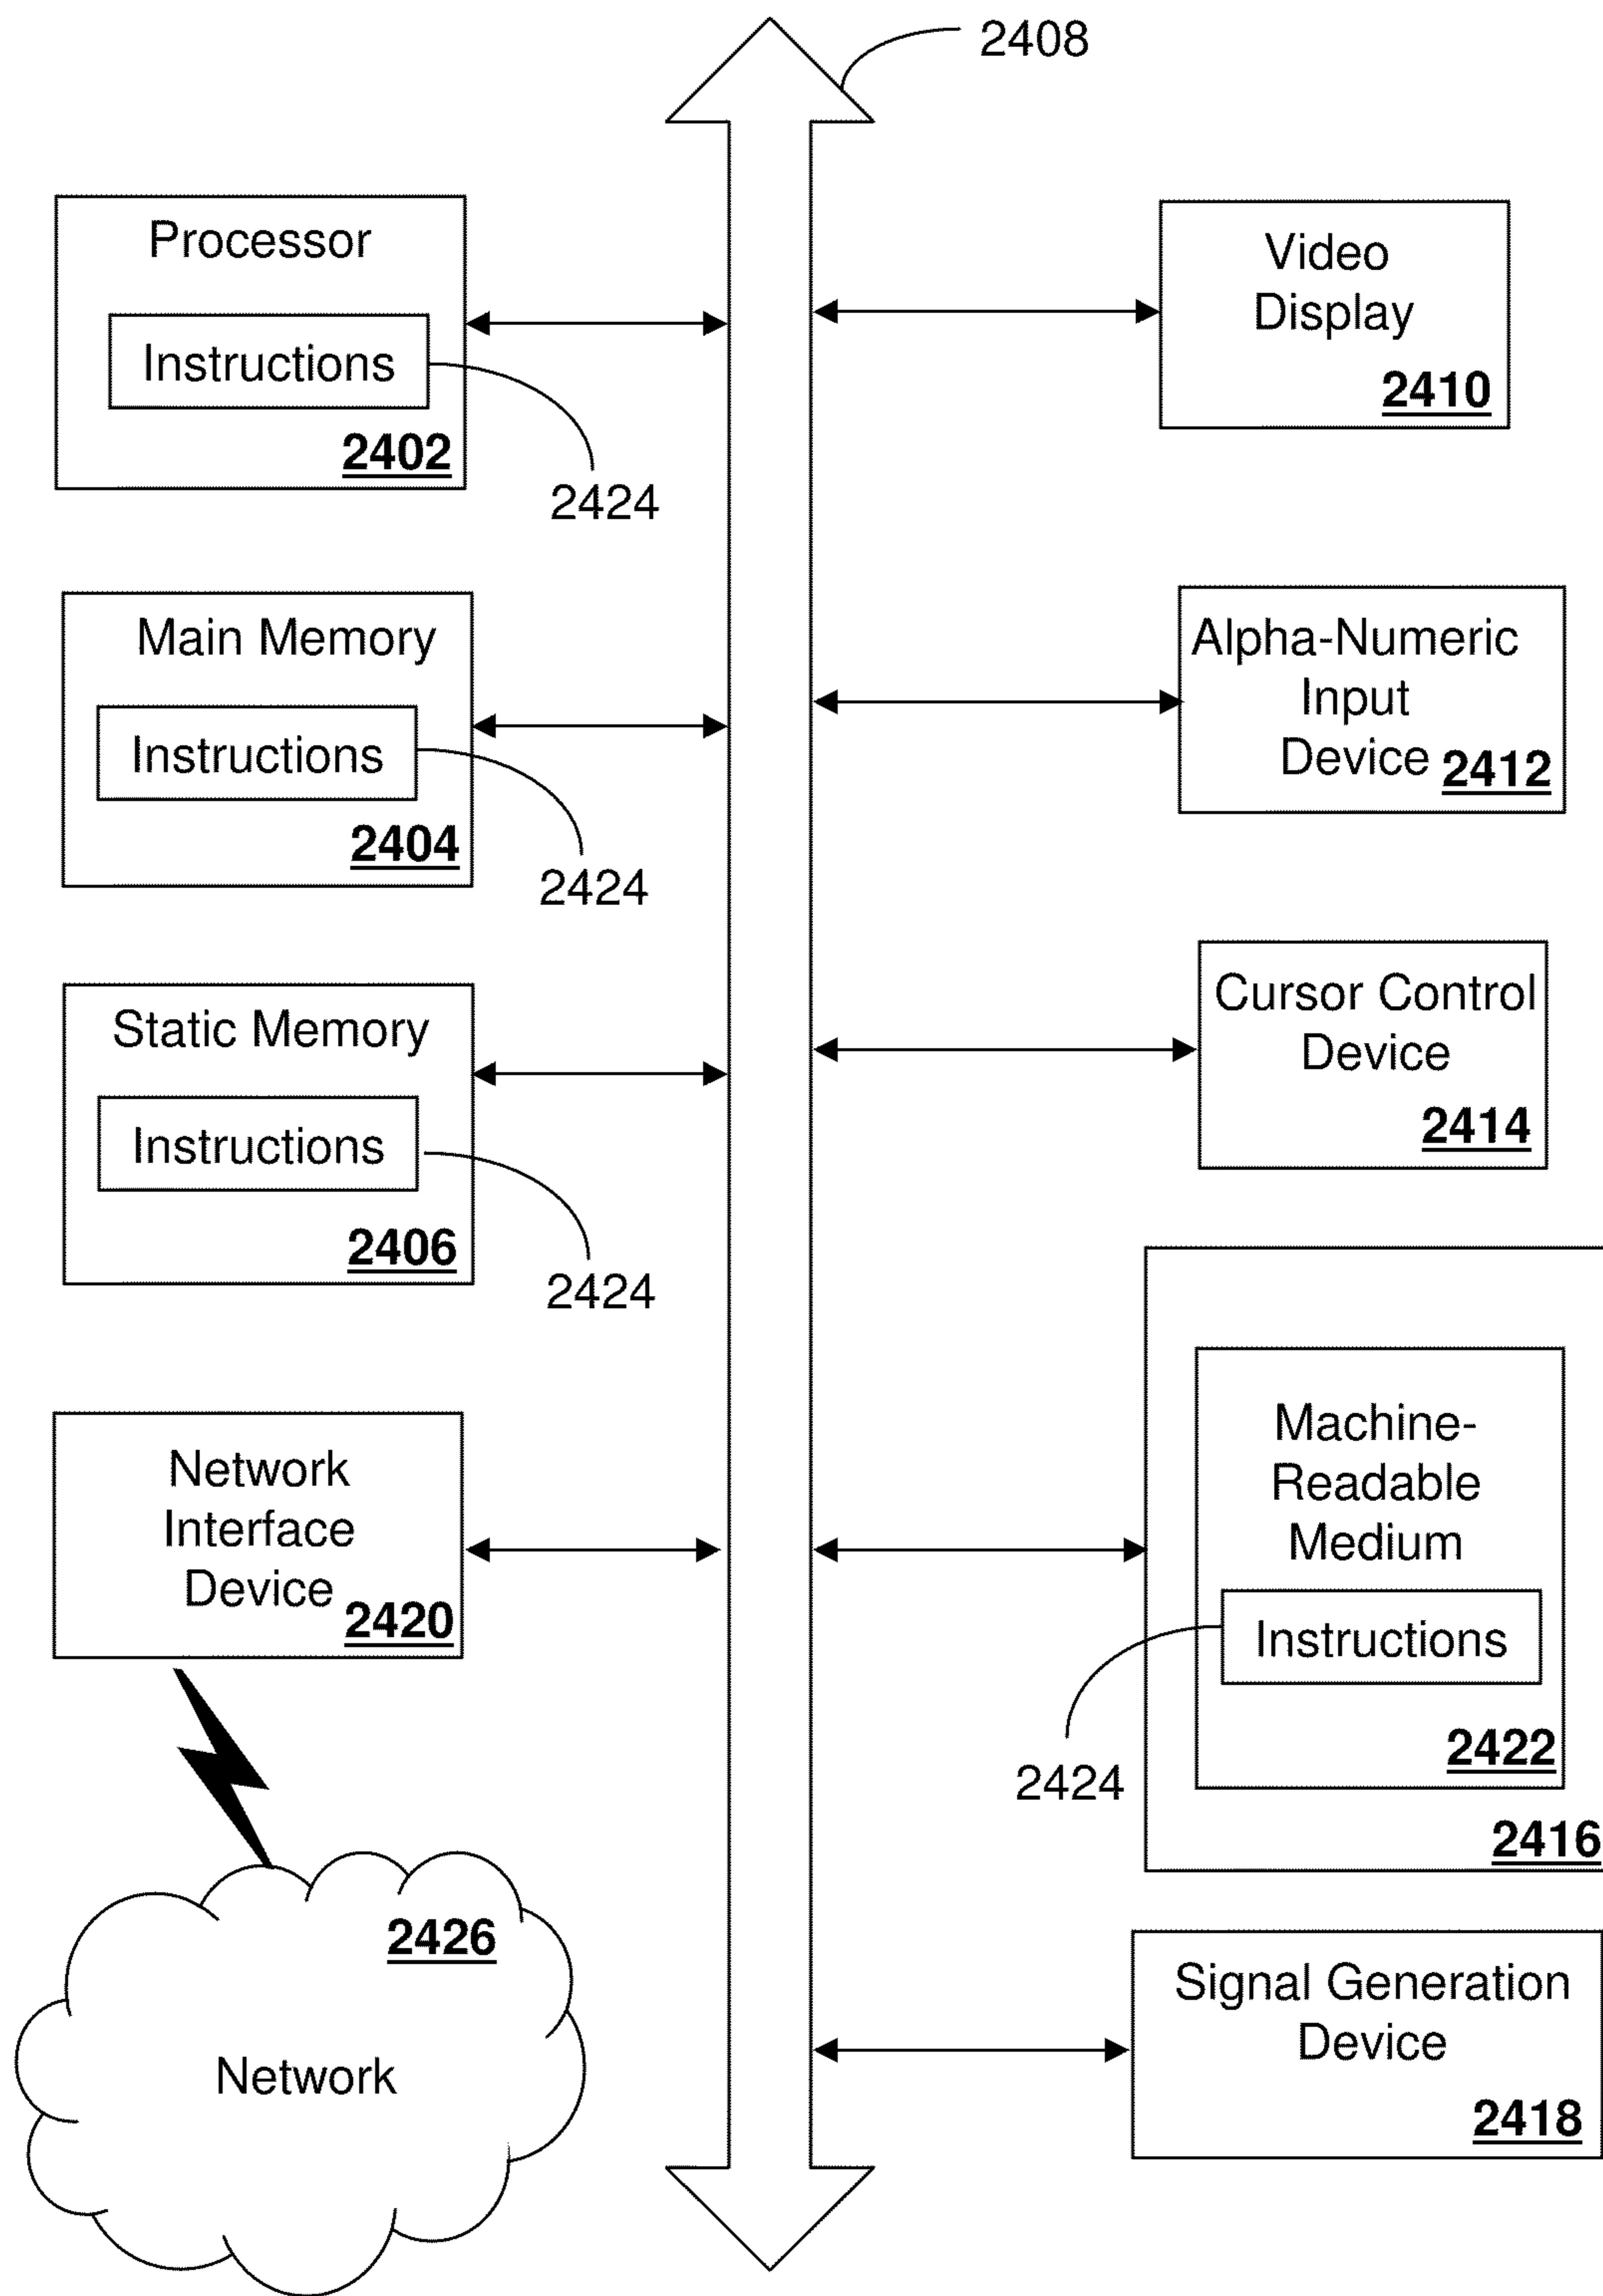 2408
Processor
Instructions
2402
2424
Main Memory
Instructions
2404
2424
Static Memory
Instructions
2406
2424
Network
Interface
Device
2420
2426
Network
Video
Display
2410
Alpha-Numeric
Input
Device 2412
Cursor Control
Device
2414
Machine-
Readable
Medium
Instructions
2422
2424
2416
Signal Generation
Device
2418